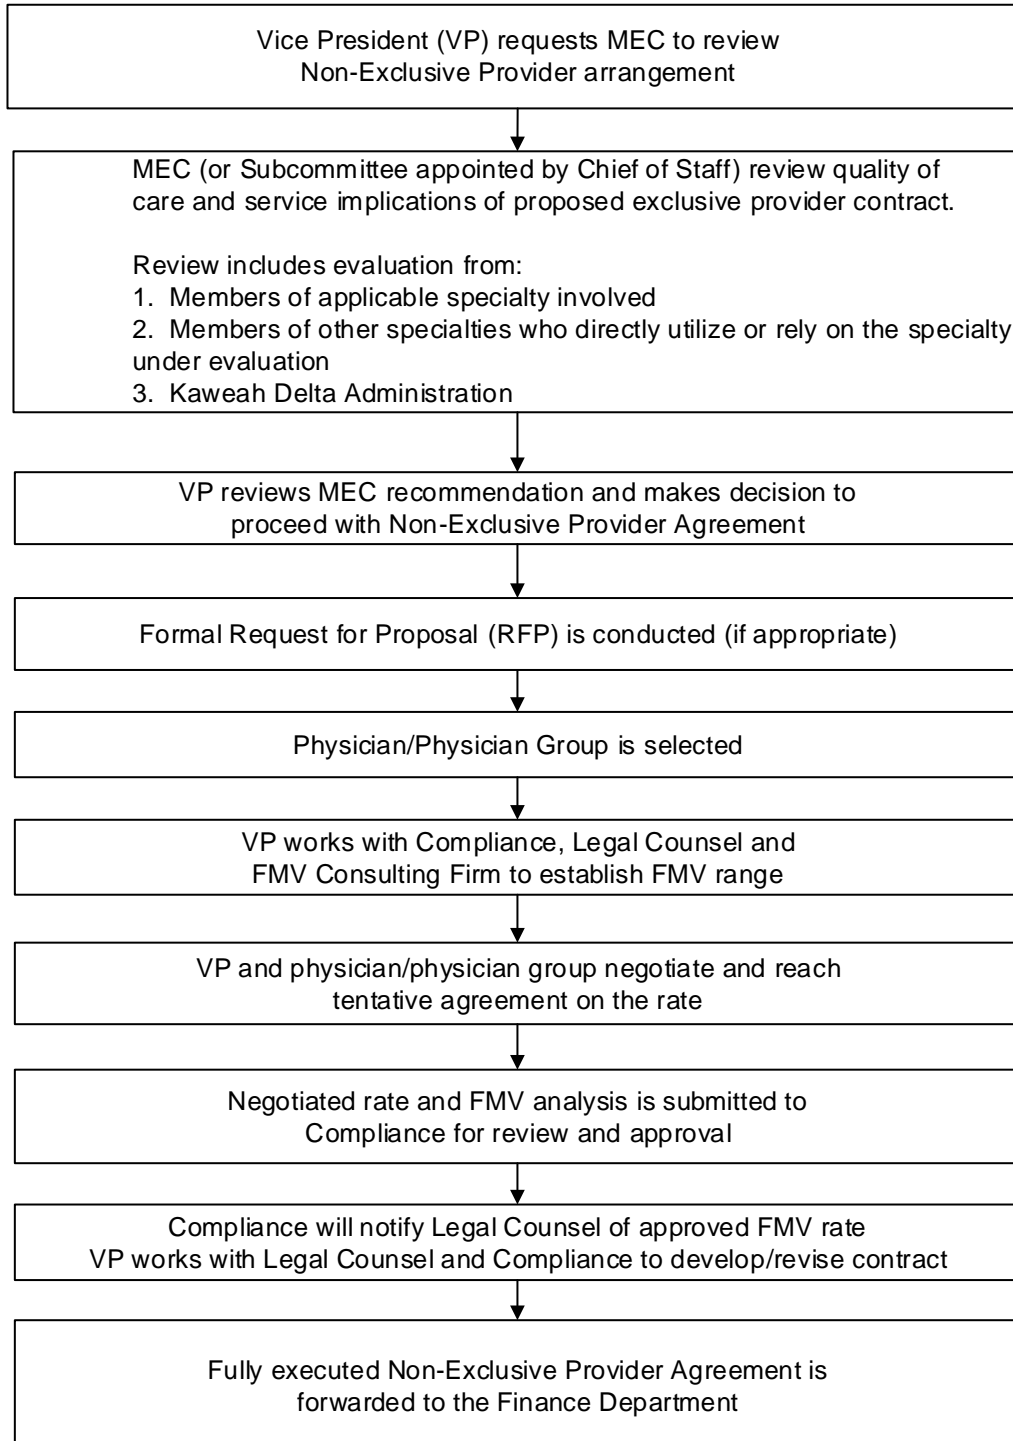 Vice President (VP) requests MEC to review
Non-Exclusive Provider arrangement
MEC (or Subcommittee appointed by Chief of Staff) review quality of
care and service implications of proposed exclusive provider contract.
Review includes evaluation from:
1. Members of applicable specialty involved
2. Members of other specialties who directly utilize or rely on the specialty
under evaluation
3. Kaweah Delta Administration
VP reviews MEC recommendation and makes decision to
proceed with Non-Exclusive Provider Agreement
Formal Request for Proposal (RFP) is conducted (if appropriate)
Physician/Physician Group is selected
VP works with Compliance, Legal Counsel and
FMV Consulting Firm to establish FMV range
VP and physician/physician group negotiate and reach
tentative agreement on the rate
Negotiated rate and FMV analysis is submitted to
Compliance for review and approval
Compliance will notify Legal Counsel of approved FMV rate
VP works with Legal Counsel and Compliance to develop/revise contract
Fully executed Non-Exclusive Provider Agreement is
forwarded to the Finance Department